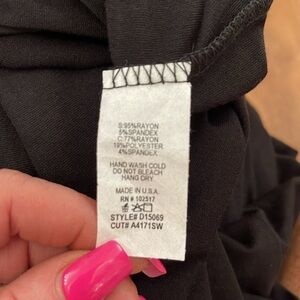 S:95%RAYON
5%SPANDEX
C:77%RAYON
19%POLYESTER
4%SPANDEX
HAND WASH COLD
DO NOT BLEACH
HANG DRY
MADE IN U.S.A.
RN # 102517
STYLE# D15069
CUT# A4171SW